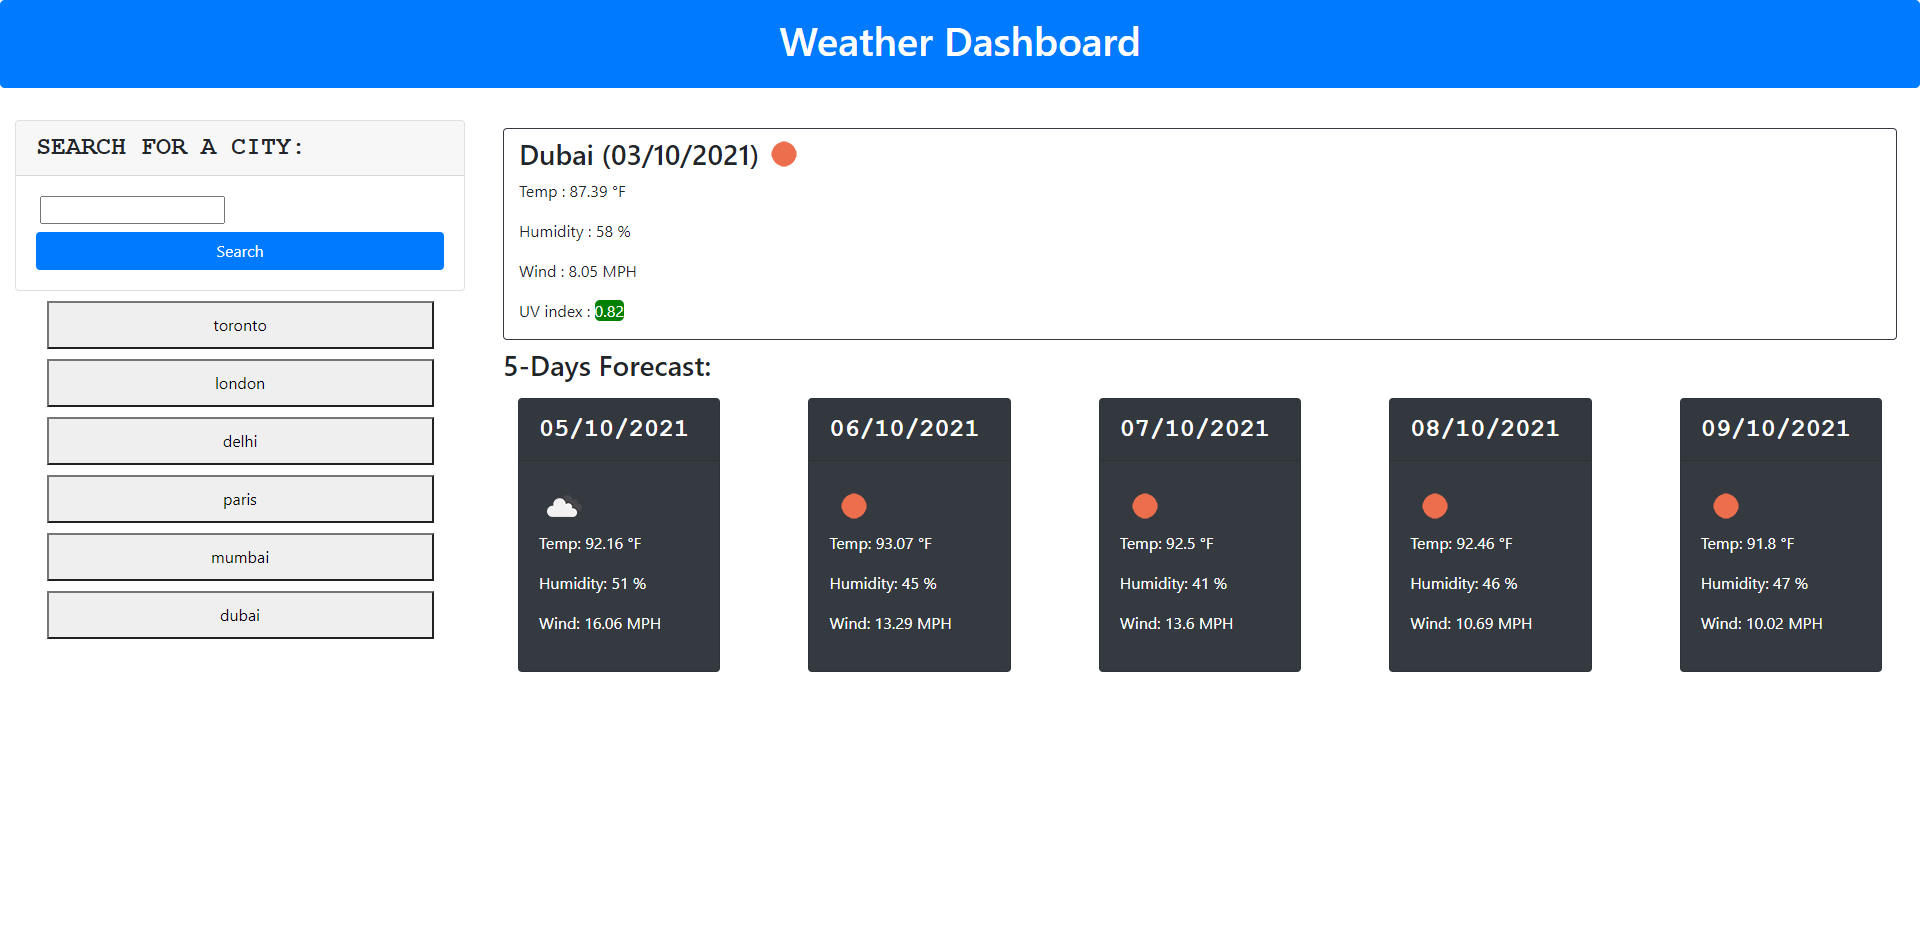 Weather Dashboard
SEARCH FOR A CITY:
Search
toronto
london
delhi
paris
mumbai
dubai
Dubai (03/10/2021)
Temp : 87.39 °F
Humidity : 58 %
Wind : 8.05 MPH
UV index : 0.82
5-Days Forecast:
05/10/2021
Temp: 92.16 °F
Humidity: 51 %
Wind: 16.06 MPH
06/10/2021
Temp: 93.07 °F
Humidity: 45 %
Wind: 13.29 MPH
07/10/2021
Temp: 92.5 °F
Humidity: 41 %
Wind: 13.6 MPH
08/10/2021
Temp: 92.46 °F
Humidity: 46 %
Wind: 10.69 MPH
09/10/2021
Temp: 91.8 °F
Humidity: 47 %
Wind: 10.02 MPH